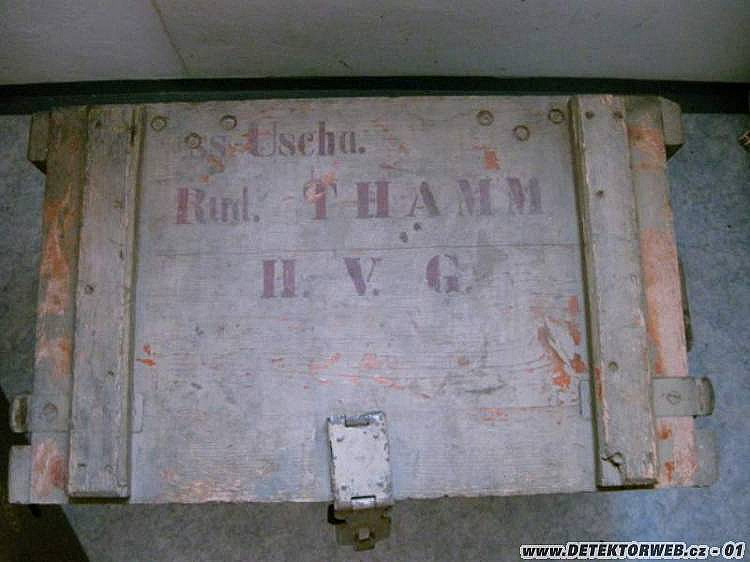 ss Uscha.
Rud. THAMM
H. V. G.
www.DETEKTORWEB.cz - 01